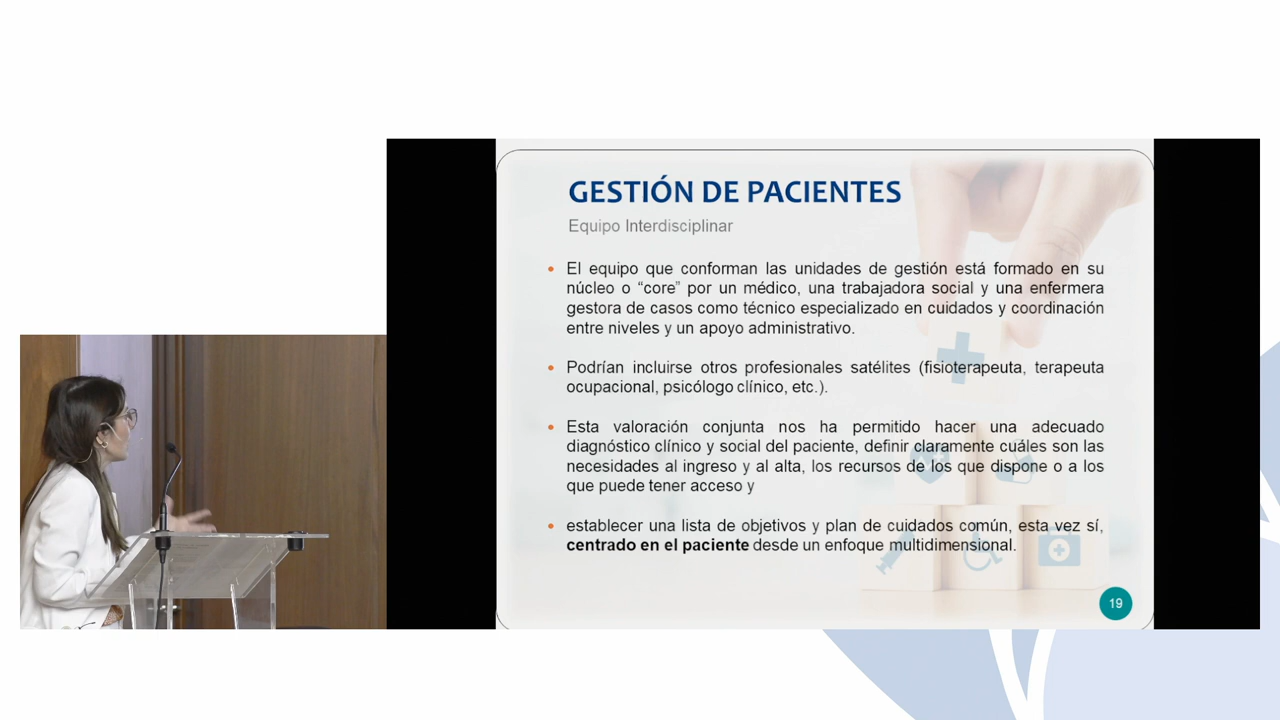 GESTIÓN DE PACIENTES
Equipo Interdisciplinar
• El equipo que conforman las unidades de gestión está formado en su
núcleo o “core” por un médico, una trabajadora social y una enfermera
gestora de casos como técnico especializado en cuidados y coordinación
entre niveles y un apoyo administrativo.
• Podrían incluirse otros profesionales satélites (fisioterapeuta, terapeuta
ocupacional, psicólogo clínico, etc.).
• Esta valoración conjunta nos ha permitido hacer una adecuado
diagnóstico clínico y social del paciente, definir claramente cuáles son las
necesidades al ingreso y al alta, los recursos de los que dispone o a los
que puede tener acceso y
• establecer una lista de objetivos y plan de cuidados común, esta vez sí,
centrado en el paciente desde un enfoque multidimensional.
19